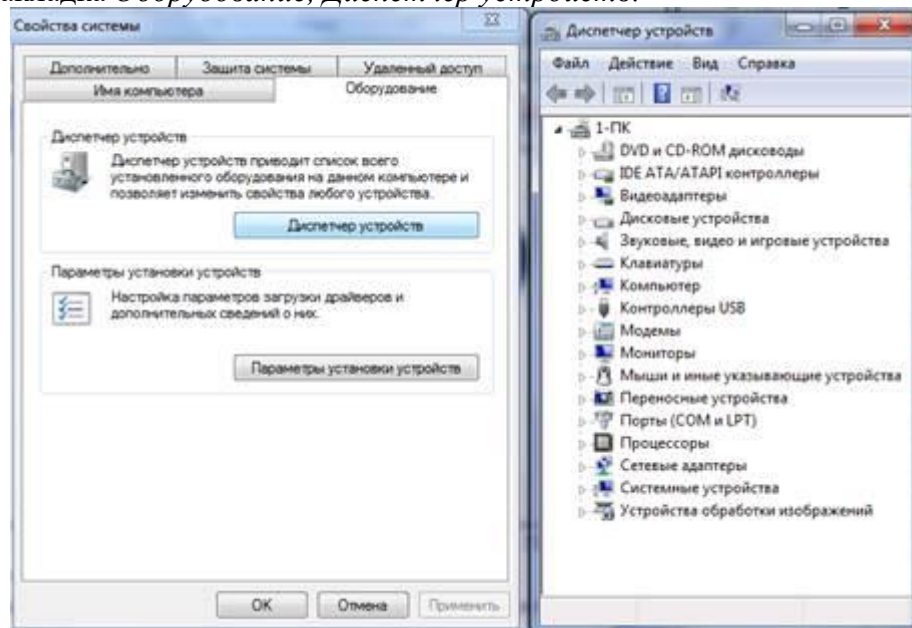 Оборудование, Диспетчер устройств.
Свойства системы
Дополнительно
Защита системы
Удаленный доступ
Имя компьютера
Оборудование
Диспетчер устройств
Диспетчер устройств приводит список всего
установленного оборудования на данном компьютере и
позволяет изменить свойства любого устройства.
Диспетчер устройств
Параметры установки устройств
Настройка параметров загрузки драйверов и
дополнительных сведений о них.
Параметры установки устройств
OK
Отмена
Применить
Диспетчер устройств
Файл Действие Вид Справка
1-ПК
DVD и CD-ROM дисководы
IDE ATA/ATAPI контроллеры
Видеоадаптеры
Дисковые устройства
Звуковые, видео и игровые устройства
Клавиатуры
Компьютер
Контроллеры USB
Модемы
Мониторы
Мыши и иные указывающие устройства
Переносные устройства
Порты (COM и LPT)
Процессоры
Сетевые адаптеры
Системные устройства
Устройства обработки изображений